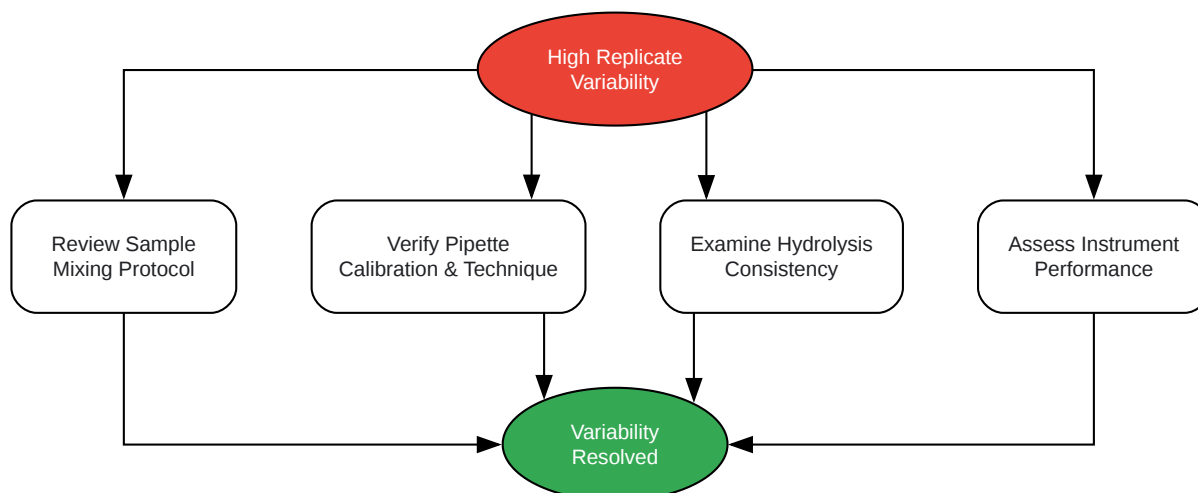 High Replicate
Variability
Review Sample
Mixing Protocol
Verify Pipette
Calibration & Technique
Examine Hydrolysis
Consistency
Assess Instrument
Performance
Variability
Resolved